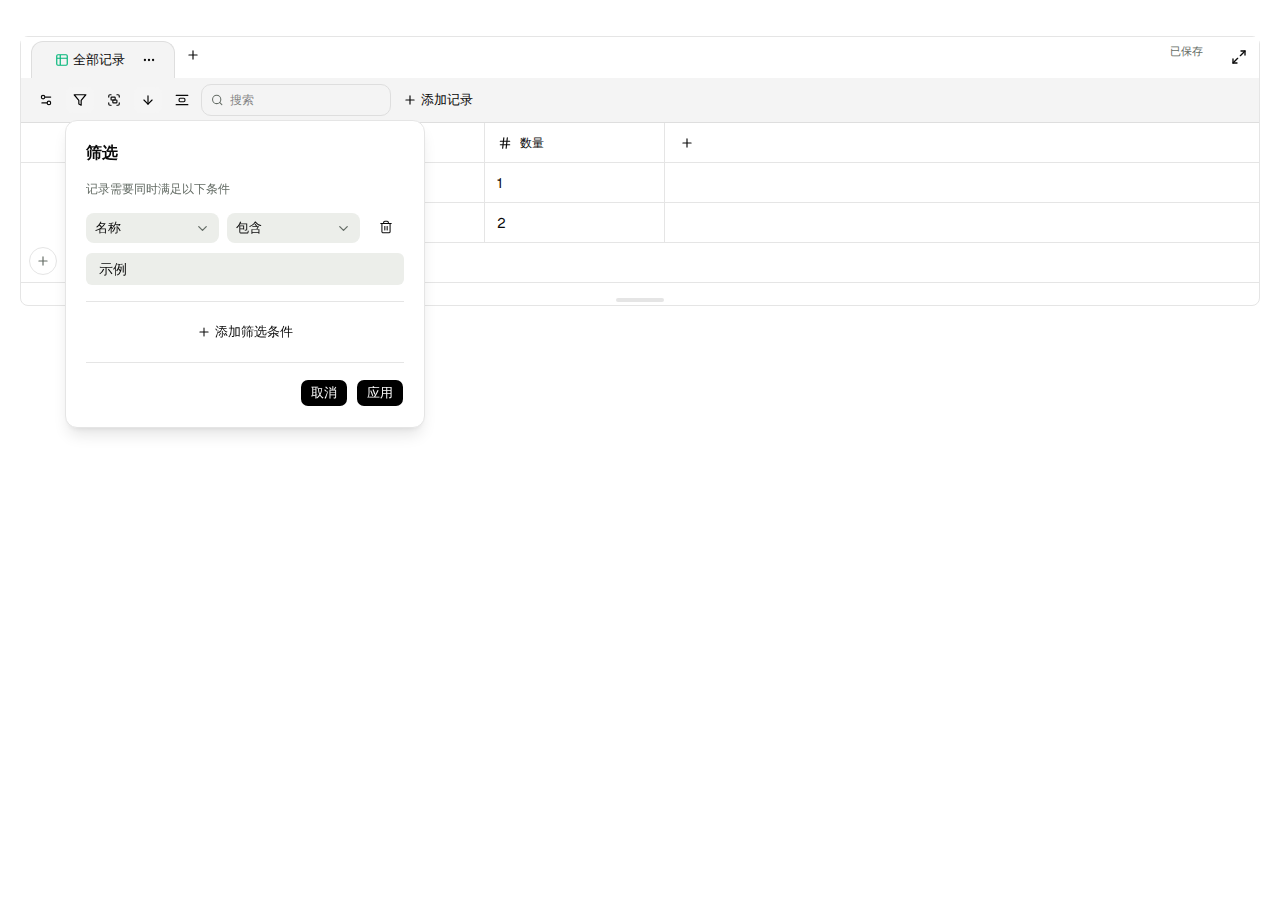 全部记录
已保存
搜索
添加记录
筛选
记录需要同时满足以下条件
名称 包含
示例
添加筛选条件
取消 应用
数量
1
2